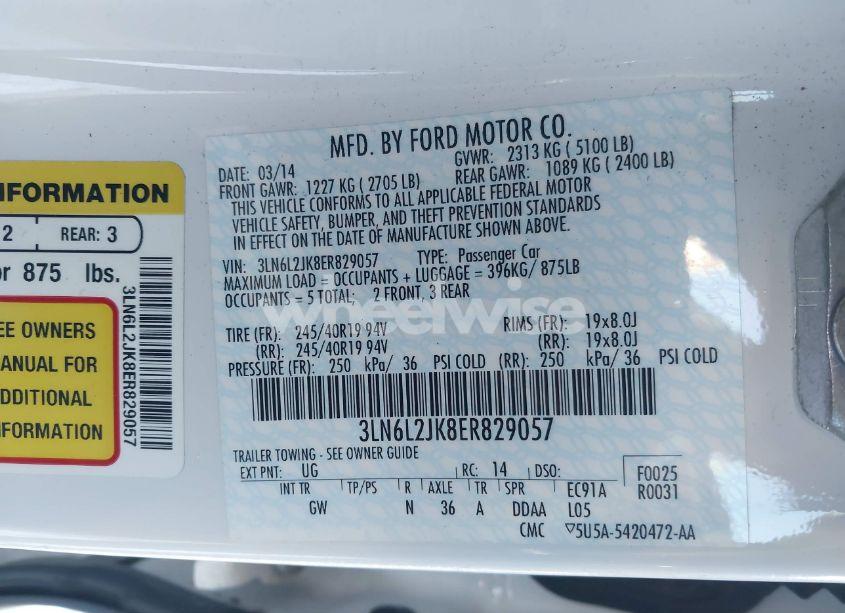 MFD. BY FORD MOTOR CO.
DATE: 03/14
GVWR: 2313 KG ( 5100 LB)
FRONT GAWR: 1227 KG ( 2705 LB)
REAR GAWR: 1089 KG ( 2400 LB)
THIS VEHICLE CONFORMS TO ALL APPLICABLE FEDERAL MOTOR
VEHICLE SAFETY, BUMPER, AND THEFT PREVENTION STANDARDS
IN EFFECT ON THE DATE OF MANUFACTURE SHOWN ABOVE.
VIN: 3LN6L2JK8ER829057 TYPE: Passenger Car
MAXIMUM LOAD = OCCUPANTS + LUGGAGE = 396KG/ 875LB
OCCUPANTS = 5 TOTAL; 2 FRONT, 3 REAR
TIRE (FR): 245/40R19 94V RIMS (FR): 19x8.0J
(RR): 245/40R19 94V (RR): 19x8.0J
PRESSURE (FR): 250 kPa/ 36 PSI COLD (RR): 250 kPa/ 36 PSI COLD
3LN6L2JK8ER829057
TRAILER TOWING - SEE OWNER GUIDE
EXT PNT: UG RC: 14 DSO: F0025
R0031
INT TR TP/PS R AXLE TR SPR EC91A
GW N 36 A DDAA L05
CMC ▽5U5A-5420472-AA
INFORMATION
2 REAR: 3
or 875 lbs.
EE OWNERS
MANUAL FOR
ADDITIONAL
INFORMATION
3LN6L2JK8ER829057
wheelwise